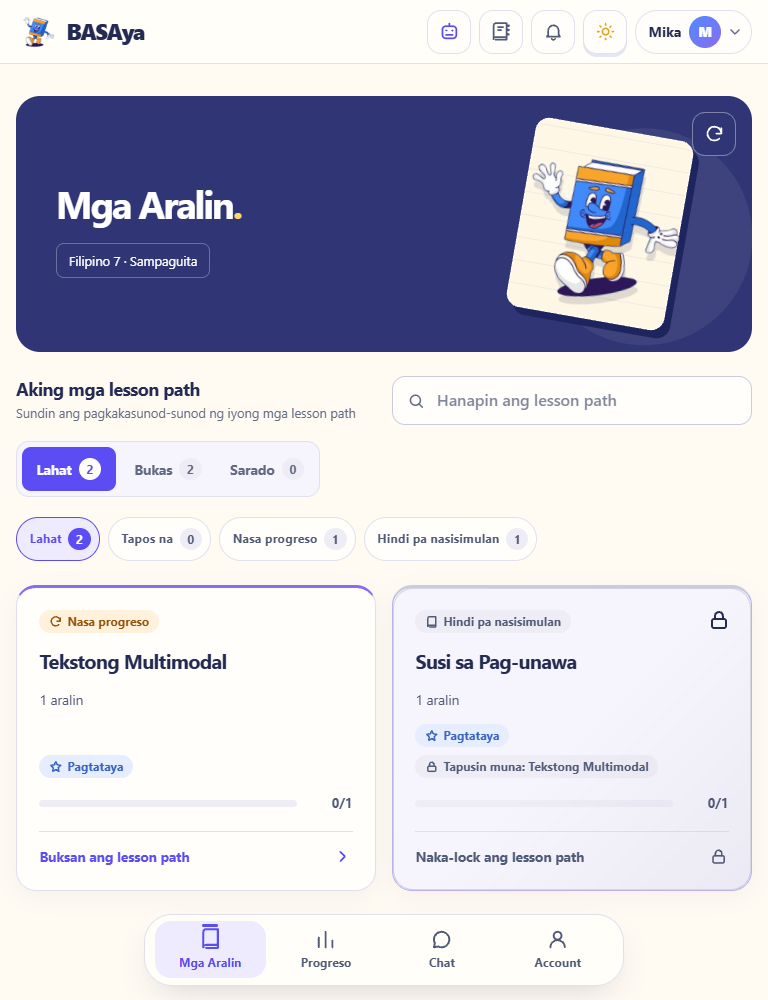 BASAya
Mika
M
Mga Aralin.
Filipino 7 · Sampaguita
Aking mga lesson path
Sundin ang pagkakasunod-sunod ng iyong mga lesson path
Hanapin ang lesson path
Lahat 2
Bukas 2
Sarado 0
Lahat 2
Tapos na 0
Nasa progreso 1
Hindi pa nasisimulan 1
Nasa progreso
Tekstong Multimodal
1 aralin
Pagtataya
0/1
Buksan ang lesson path
Hindi pa nasisimulan
Susi sa Pag-unawa
1 aralin
Pagtataya
Tapusin muna: Tekstong Multimodal
0/1
Naka-lock ang lesson path
Mga Aralin
Progreso
Chat
Account